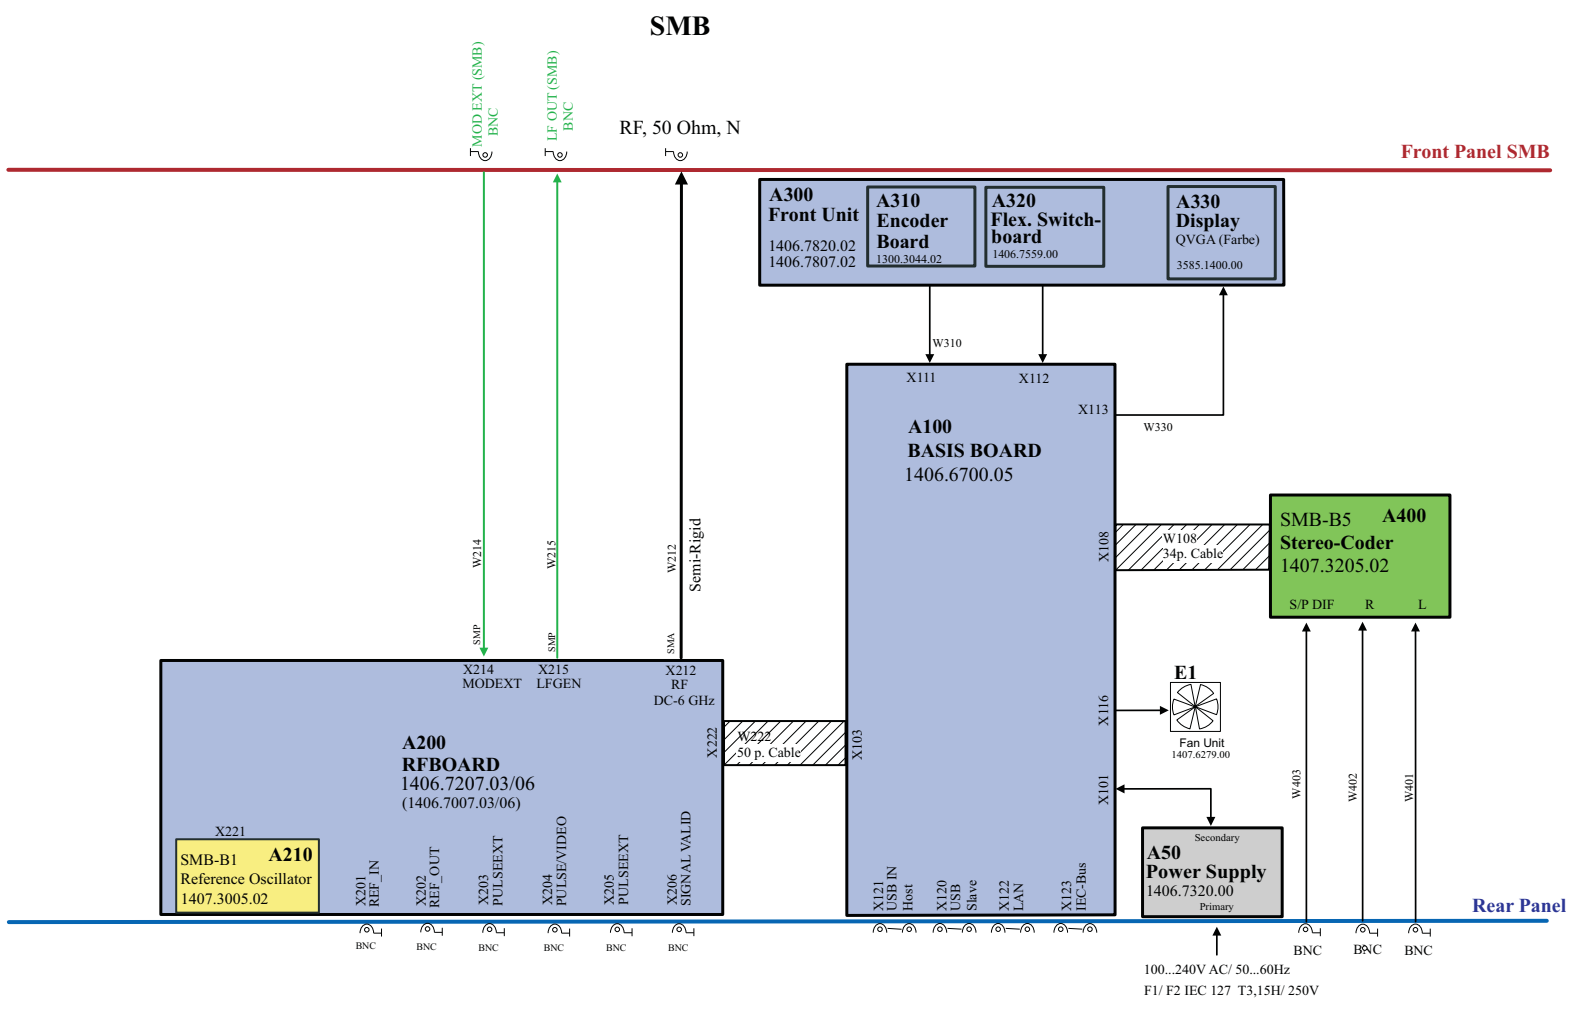 SMB
MOD EXT (SMB)
BNC
LF OUT (SMB)
BNC
RF, 50 Ohm, N
Front Panel SMB
A300
Front Unit
1406.7820.02
1406.7807.02
A310
Encoder
Board
1300.3044.02
A320
Flex. Switch-
board
1406.7559.00
A330
Display
QVGA (Farbe)
3585.1400.00
W310
X111
X112
X113
W330
A100
BASIS BOARD
1406.6700.05
X108
W108
34p. Cable
SMB-B5
A400
Stereo-Coder
1407.3205.02
S/P DIF
R
L
W214
SMP
W215
SMP
W212
Semi-Rigid
SMA
X214
MODEXT
X215
LFGEN
X212
RF
DC-6 GHz
X222
W222
50 p. Cable
X103
A200
RFBOARD
1406.7207.03/06
(1406.7007.03/06)
X116
E1
Fan Unit
1407.6279.00
X101
W403
W402
W401
X221
SMB-B1
A210
Reference Oscillator
1407.3005.02
X201
REF_IN
X202
REF_OUT
X203
PULSEEXT
X204
PULSE/VIDEO
X205
PULSEEXT
X206
SIGNAL VALID
X121
USB IN
Host
X120
USB
Slave
X122
LAN
X123
IEC-Bus
Secondary
A50
Power Supply
1406.7320.00
Primary
Rear Panel
BNC
BNC
BNC
BNC
BNC
BNC
BNC
BNC
BNC
100...240V AC/ 50...60Hz
F1/ F2 IEC 127 T3,15H/ 250V